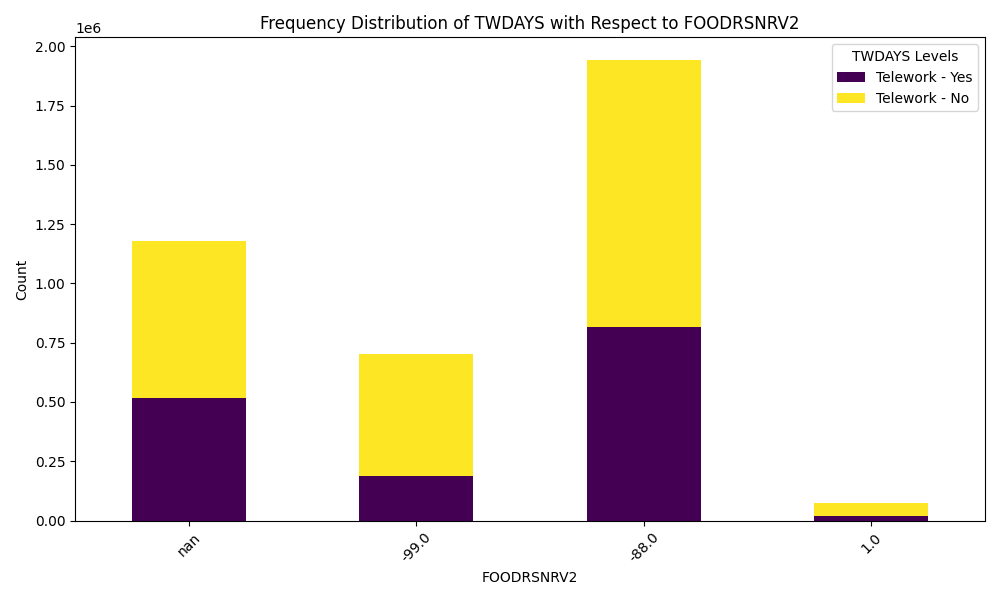 Frequency Distribution of TWDAYS with Respect to FOODRSNRV2
1e6
2.00
1.75
1.50
1.25
1.00
0.75
0.50
0.25
0.00
Count
TWDAYS Levels
Telework - Yes
Telework - No
nan
-99.0
-88.0
1.0
FOODRSNRV2